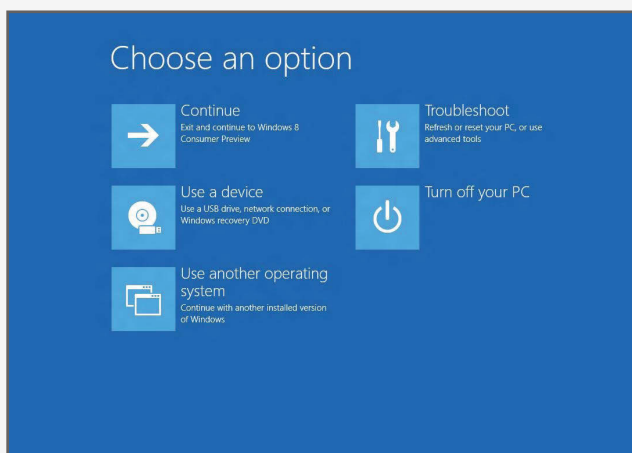 Choose an option
Continue
Exit and continue to Windows 8
Consumer Preview
Use a device
Use a USB drive, network connection, or
Windows recovery DVD
Use another operating
system
Continue with another installed version
of Windows
Troubleshoot
Refresh or reset your PC, or use
advanced tools
Turn off your PC